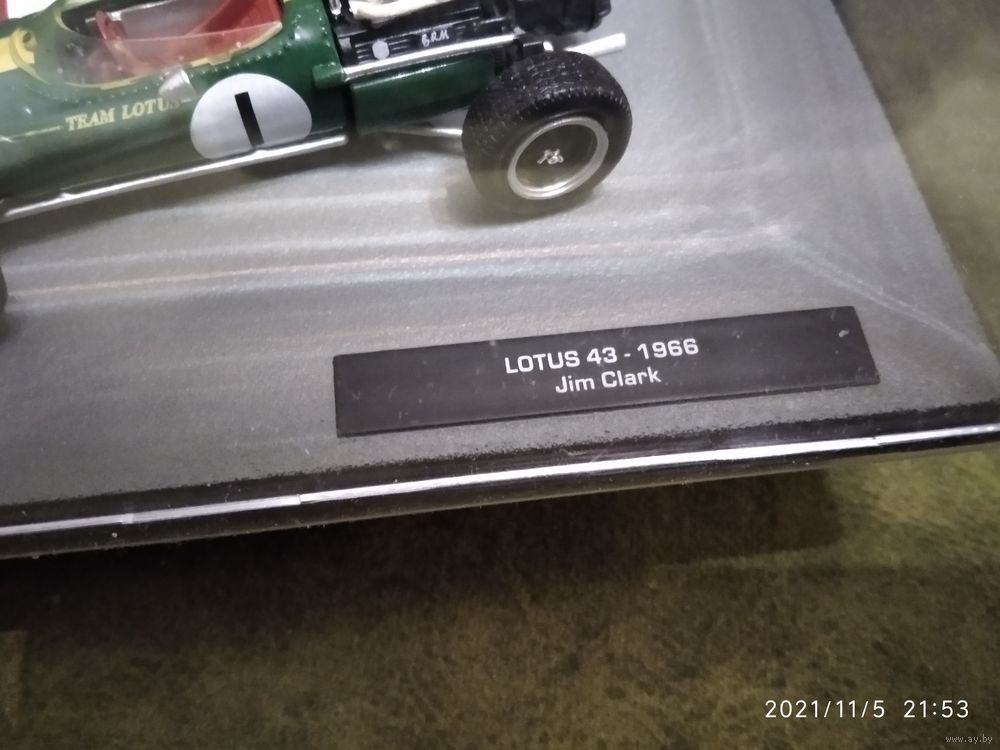 BRM
TEAM LOTUS
1
LOTUS 43 - 1966
Jim Clark
2021/11/5 21:53
www.ay.by